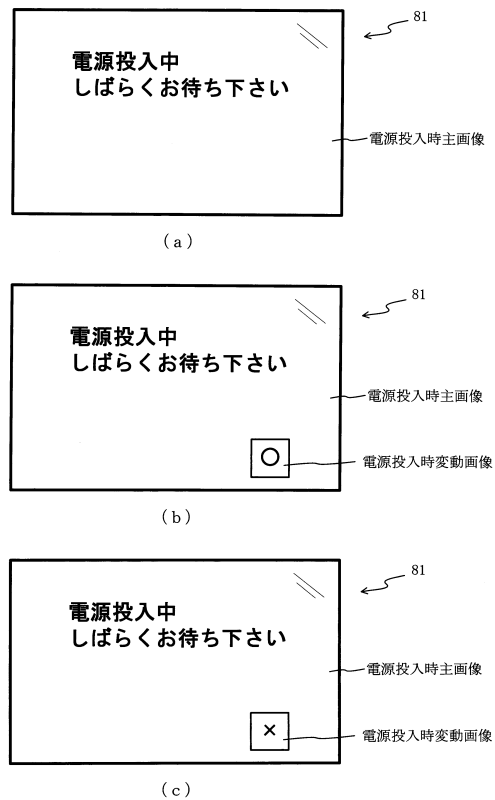 81
電源投入中
しばらくお待ち下さい
電源投入時主画像
(a)
81
電源投入中
しばらくお待ち下さい
電源投入時主画像
○
電源投入時変動画像
(b)
81
電源投入中
しばらくお待ち下さい
電源投入時主画像
×
電源投入時変動画像
(c)